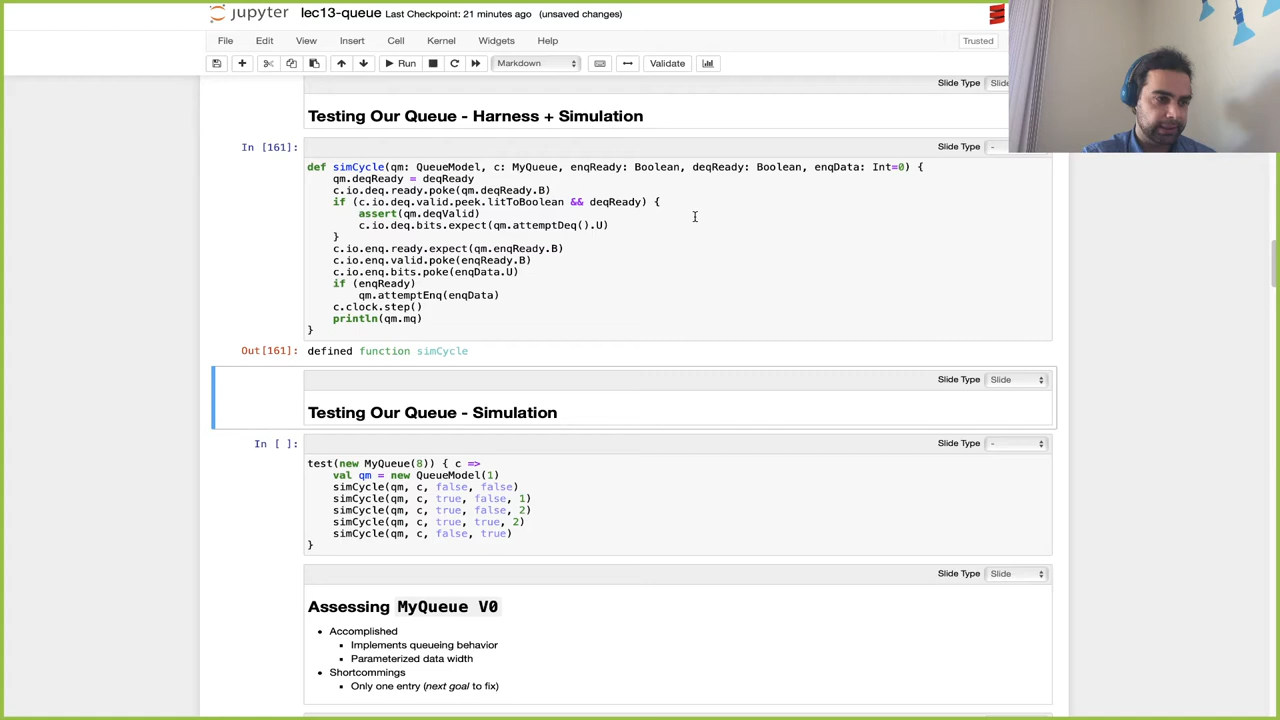 jupyter lec13-queue Last Checkpoint: 21 minutes ago (unsaved changes)
File Edit View Insert Cell Kernel Widgets Help Trusted
Run Markdown Validate
Slide Type
Testing Our Queue - Harness + Simulation
In [161]: Slide Type -
def simCycle(qm: QueueModel, c: MyQueue, enqReady: Boolean, deqReady: Boolean, enqData: Int=0) {
    qm.deqReady = deqReady
    c.io.deq.ready.poke(qm.deqReady.B)
    if (c.io.deq.valid.peek.litToBoolean && deqReady) {
        assert(qm.deqValid)
        c.io.deq.bits.expect(qm.attemptDeq().U)
    }
    c.io.enq.ready.expect(qm.enqReady.B)
    c.io.enq.valid.poke(enqReady.B)
    c.io.enq.bits.poke(enqData.U)
    if (enqReady)
        qm.attemptEnq(enqData)
    c.clock.step()
    println(qm.mq)
}
Out[161]: defined function simCycle
Slide Type Slide
Testing Our Queue - Simulation
In [ ]: Slide Type -
test(new MyQueue(8)) { c =>
    val qm = new QueueModel(1)
    simCycle(qm, c, false, false)
    simCycle(qm, c, true, false, 1)
    simCycle(qm, c, true, false, 2)
    simCycle(qm, c, true, true, 2)
    simCycle(qm, c, false, true)
}
Slide Type Slide
Assessing MyQueue V0
• Accomplished
• Implements queueing behavior
• Parameterized data width
• Shortcommings
• Only one entry (next goal to fix)